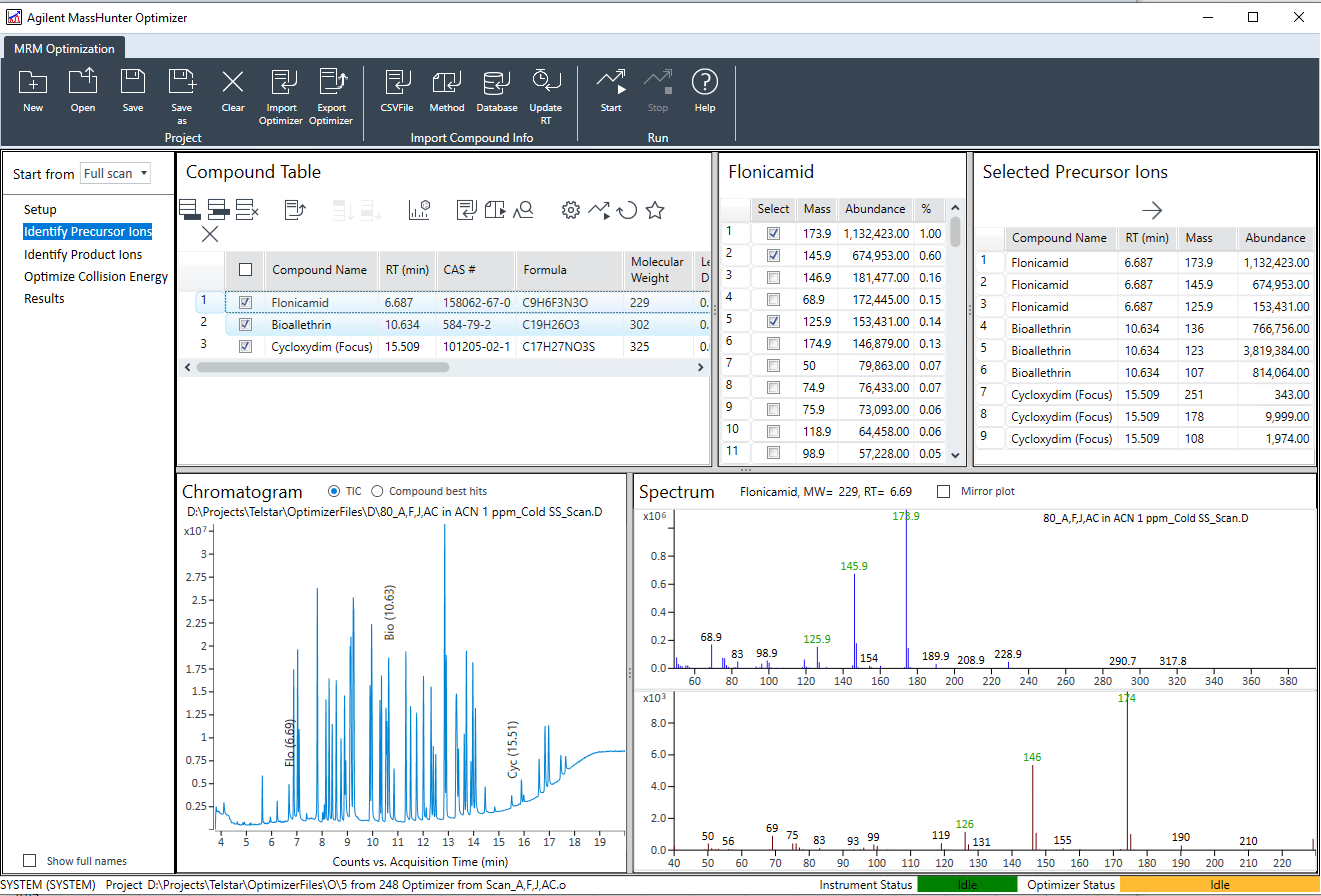 Agilent MassHunter Optimizer
MRM Optimization
New Open Save Save as Clear Import Optimizer Export Optimizer
Project
CSVFile Method Database Update RT
Import Compound Info
Start Stop Help
Run
Start from Full scan
Setup
Identify Precursor Ions
Identify Product Ions
Optimize Collision Energy
Results
Show full names
Compound Table
Compound Name RT (min) CAS # Formula Molecular Weight
1 Flonicamid 6.687 158062-67-0 C9H6F3N3O 229 0.
2 Bioallethrin 10.634 584-79-2 C19H26O3 302 0.
3 Cycloxydim (Focus) 15.509 101205-02-1 C17H27NO3S 325 0.
Flonicamid
Select Mass Abundance %
1 173.9 1,132,423.00 1.00
2 145.9 674,953.00 0.60
3 146.9 181,477.00 0.16
4 68.9 172,445.00 0.15
5 125.9 153,431.00 0.14
6 174.9 146,879.00 0.13
7 50 79,863.00 0.07
8 74.9 76,433.00 0.07
9 75.9 73,093.00 0.06
10 118.9 64,458.00 0.06
11 98.9 57,228.00 0.05
Selected Precursor Ions
Compound Name RT (min) Mass Abundance
1 Flonicamid 6.687 173.9 1,132,423.00
2 Flonicamid 6.687 145.9 674,953.00
3 Flonicamid 6.687 125.9 153,431.00
4 Bioallethrin 10.634 136 766,756.00
5 Bioallethrin 10.634 123 3,819,384.00
6 Bioallethrin 10.634 107 814,064.00
7 Cycloxydim (Focus) 15.509 251 343.00
8 Cycloxydim (Focus) 15.509 178 9,999.00
9 Cycloxydim (Focus) 15.509 108 1,974.00
Chromatogram TIC Compound best hits
D:\Projects\Telstar\OptimizerFiles\D\80_A,F,J,AC in ACN 1 ppm_Cold SS_Scan.D
x10⁷
3
2.75
2.5
2.25
2
1.75
1.5
1.25
1
0.75
0.5
0.25
Flo (6.69)
Bio (10.63)
Cyc (15.51)
4 5 6 7 8 9 10 11 12 13 14 15 16 17 18 19
Counts vs. Acquisition Time (min)
Spectrum Flonicamid, MW= 229, RT= 6.69 Mirror plot
80_A,F,J,AC in ACN 1 ppm_Cold SS_Scan.D
x10⁶
0.8
0.6
0.4
0.2
0.0
68.9 83 98.9 125.9 145.9 154 173.9 189.9 208.9 228.9 290.7 317.8
60 80 100 120 140 160 180 200 220 240 260 280 300 320 340 360 380
x10³
8.0
6.0
4.0
2.0
0.0
50 56 69 75 83 93 99 119 126 131 146 155 174 190 210
40 50 60 70 80 90 100 110 120 130 140 150 160 170 180 190 200 210 220
SYSTEM (SYSTEM) Project D:\Projects\Telstar\OptimizerFiles\O\5 from 248 Optimizer from Scan_A,F,J,AC.o Instrument Status Idle Optimizer Status Idle